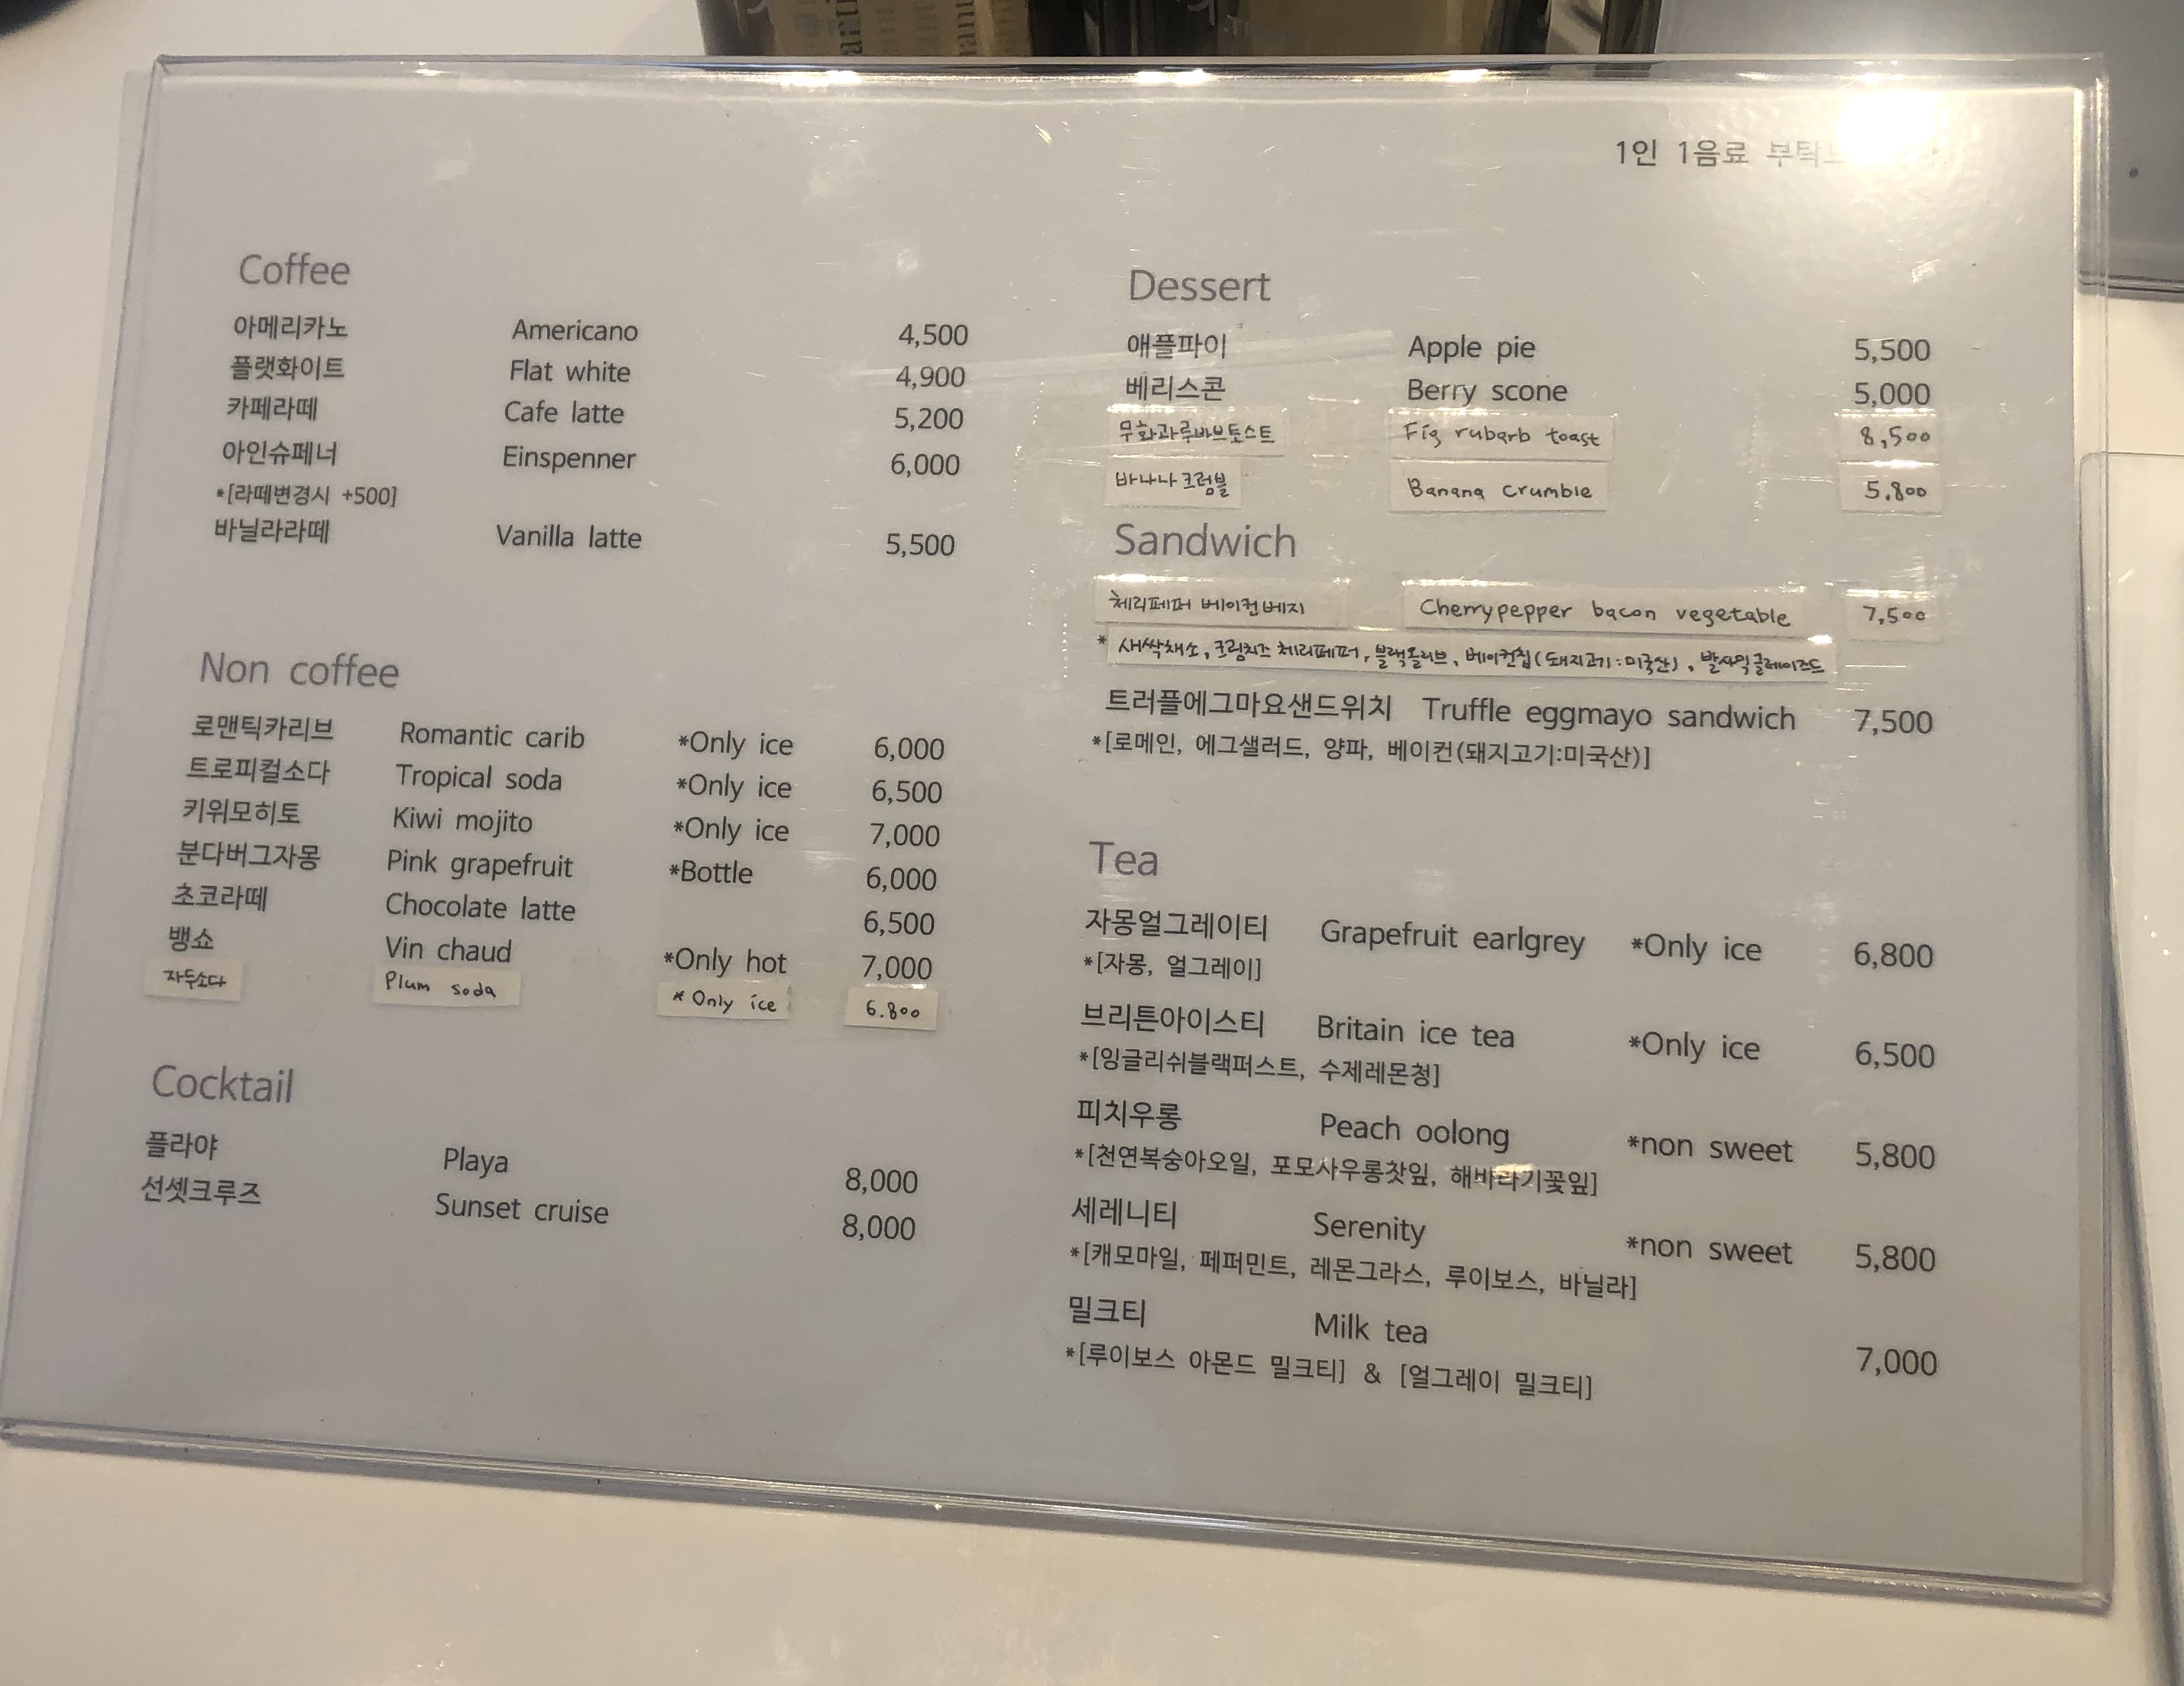 1인 1음료 부탁드
Coffee
아메리카노 Americano 4,500
플랫화이트 Flat white 4,900
카페라떼 Cafe latte 5,200
아인슈페너 Einspenner 6,000
*[라떼변경시 +500]
바닐라라떼 Vanilla latte 5,500
Non coffee
로맨틱카리브 Romantic carib *Only ice 6,000
트로피컬소다 Tropical soda *Only ice 6,500
키위모히토 Kiwi mojito *Only ice 7,000
분다버그자몽 Pink grapefruit *Bottle 6,000
초코라떼 Chocolate latte 6,500
뱅쇼 Vin chaud *Only hot 7,000
자두소다 Plum soda * Only ice 6.800
Cocktail
플라야 Playa 8,000
선셋크루즈 Sunset cruise 8,000
Dessert
애플파이 Apple pie 5,500
베리스콘 Berry scone 5,000
무화과루바브토스트 Fig rubarb toast 8,500
바나나크럼블 Banana crumble 5.800
Sandwich
체리페퍼 베이컨베지 Cherrypepper bacon vegetable 7,500
* 새싹채소, 크림치즈 체리페퍼, 블랙올리브, 베이컨칩(돼지고기:미국산), 발사믹글레이즈드
트러플에그마요샌드위치 Truffle eggmayo sandwich 7,500
*[로메인, 에그샐러드, 양파, 베이컨(돼지고기:미국산)]
Tea
자몽얼그레이티 Grapefruit earlgrey *Only ice 6,800
*[자몽, 얼그레이]
브리튼아이스티 Britain ice tea *Only ice 6,500
*[잉글리쉬블랙퍼스트, 수제레몬청]
피치우롱 Peach oolong *non sweet 5,800
*[천연복숭아오일, 포모사우롱찻잎, 해바라기꽃잎]
세레니티 Serenity *non sweet 5,800
*[캐모마일, 페퍼민트, 레몬그라스, 루이보스, 바닐라]
밀크티 Milk tea 7,000
*[루이보스 아몬드 밀크티] & [얼그레이 밀크티]